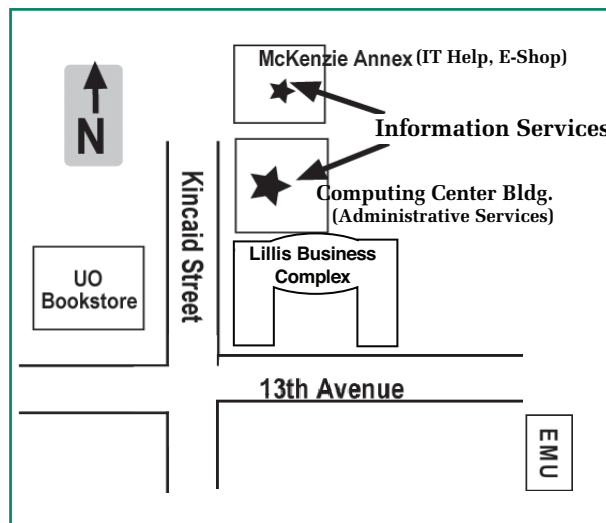 McKenzie Annex (IT Help, E-Shop)
N
Information Services
Kincaid Street
Computing Center Bldg.
(Administrative Services)
Lillis Business
Complex
UO
Bookstore
13th Avenue
EMU